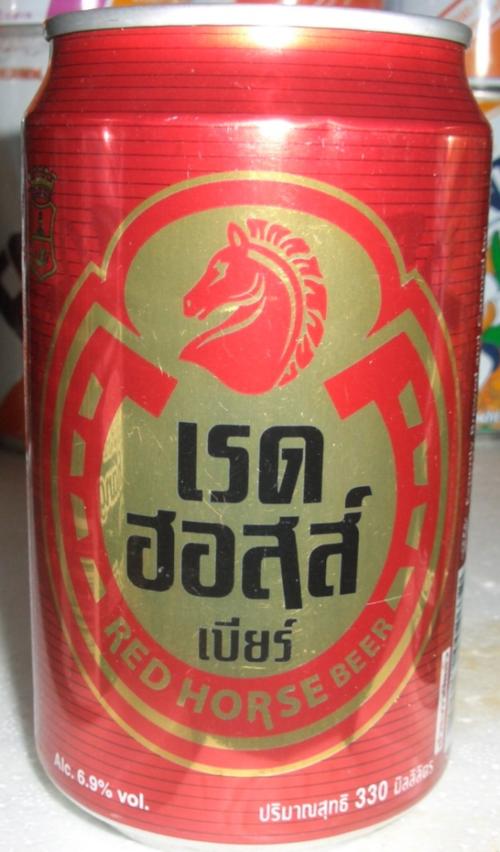 เรด
ฮอสส์
เบียร์
RED HORSE BEER
Alc. 6.9% vol.
ปริมาณสุทธิ 330 มิลลิลิตร